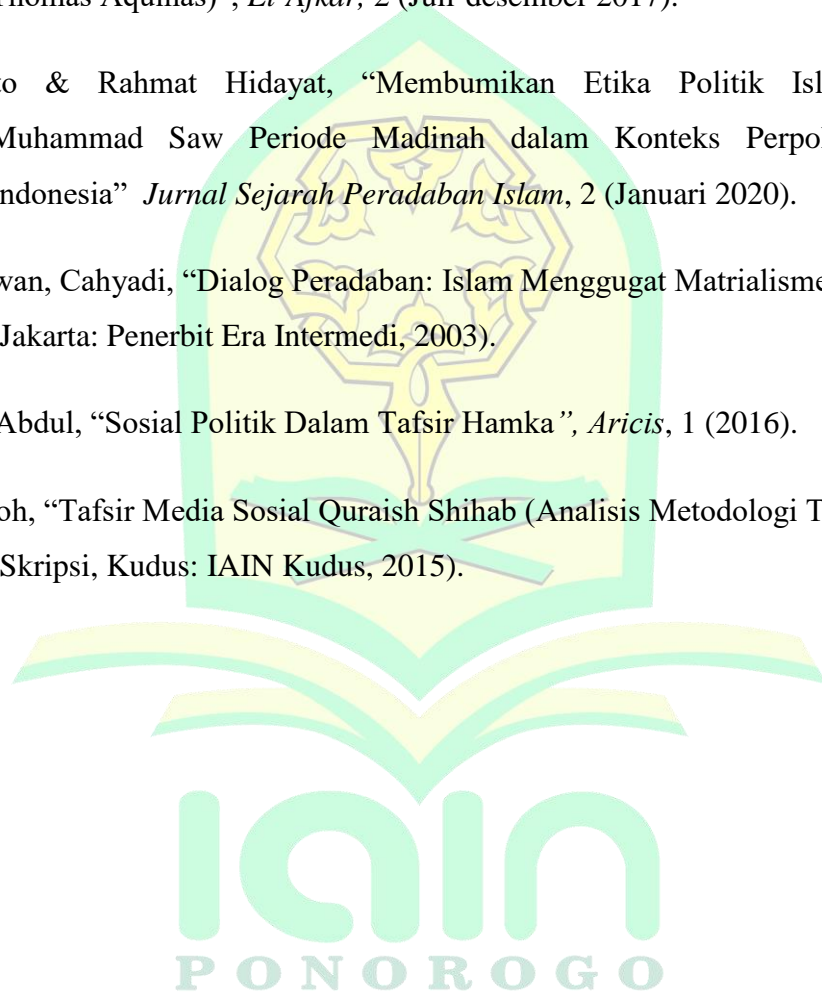 Thomas Aquinas)", El-Afkar, 2 (Juli-desember 2017).
to & Rahmat Hidayat, “Membumikan Etika Politik Isl
Muhammad Saw Periode Madinah dalam Konteks Perpol
ndonesia” Jurnal Sejarah Peradaban Islam, 2 (Januari 2020).
wan, Cahyadi, “Dialog Peradaban: Islam Menggugat Matrialisme
Jakarta: Penerbit Era Intermedi, 2003).
Abdul, “Sosial Politik Dalam Tafsir Hamka”, Aricis, 1 (2016).
oh, “Tafsir Media Sosial Quraish Shihab (Analisis Metodologi T
Skripsi, Kudus: IAIN Kudus, 2015).
iain
PONOROGO